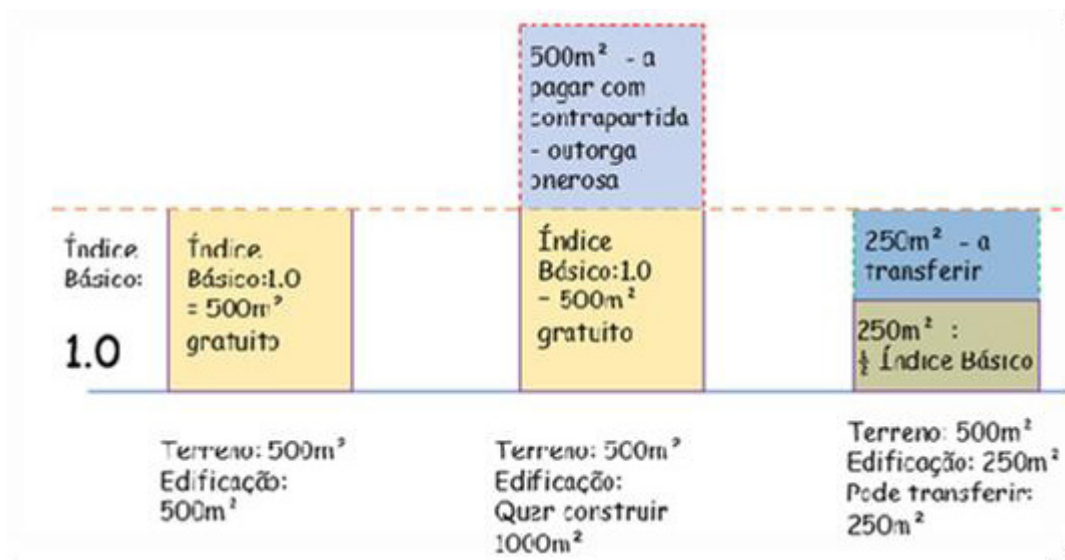 500m² - a
pagar com
contrapartida
- outorga
onerosa
Índice
Básico:
1.0
Índice
Básico:1.0
= 500m²
gratuito
Índice
Básico:1.0
= 500m²
gratuito
250m² - a
transferir
250m² :
½ Índice Básico
Terreno: 500m²
Edificação:
500m²
Terreno: 500m²
Edificação:
Quer construir
1000m²
Terreno: 500m²
Edificação: 250m²
Pode transferir:
250m²